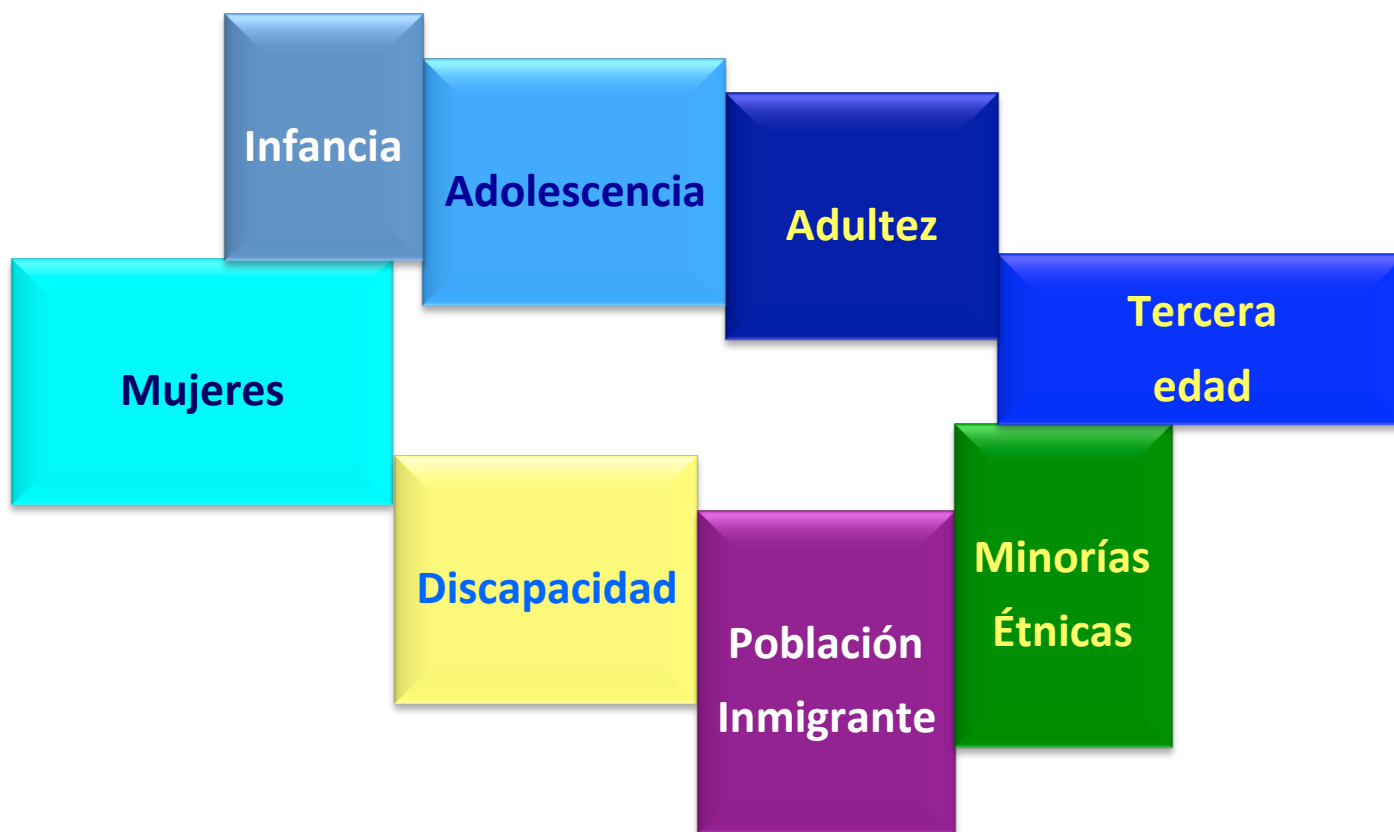 Infancia
Adolescencia
Adultez
Tercera
edad
Mujeres
Discapacidad
Población
Inmigrante
Minorías
Étnicas